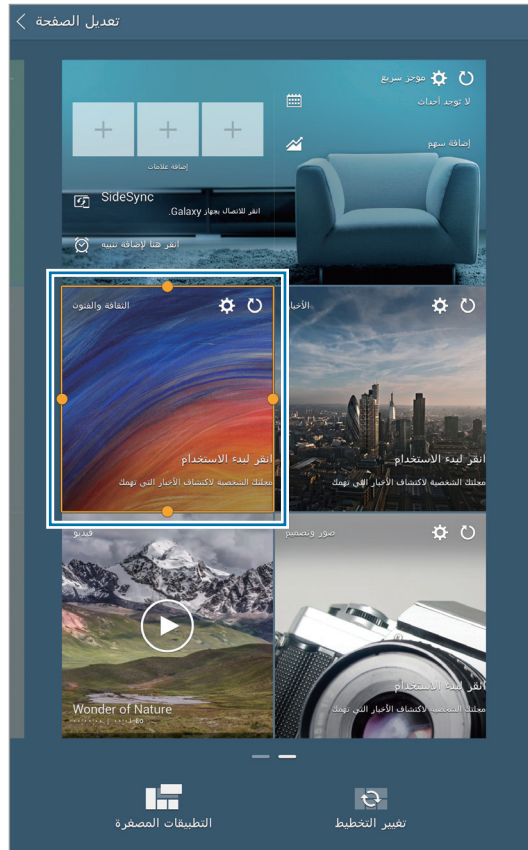 تعديل الصفحة
موجز سريع
لا توجد أحداث
إضافة سهم
إضافة علامات
SideSync
انقر للاتصال بجهاز Galaxy.
انقر هنا لإضافة تنبيه
الأخبار
انقر لبدء الاستخدام
مجلتك الشخصية لاكتشاف الأخبار التي تهمك
الثقافة والفنون
انقر لبدء الاستخدام
مجلتك الشخصية لاكتشاف الأخبار التي تهمك
صور وتصميم
انقر لبدء الاستخدام
مجلتك الشخصية لاكتشاف الأخبار التي تهمك
فيديو
Wonder of Nature
تغيير التخطيط
التطبيقات المصغرة